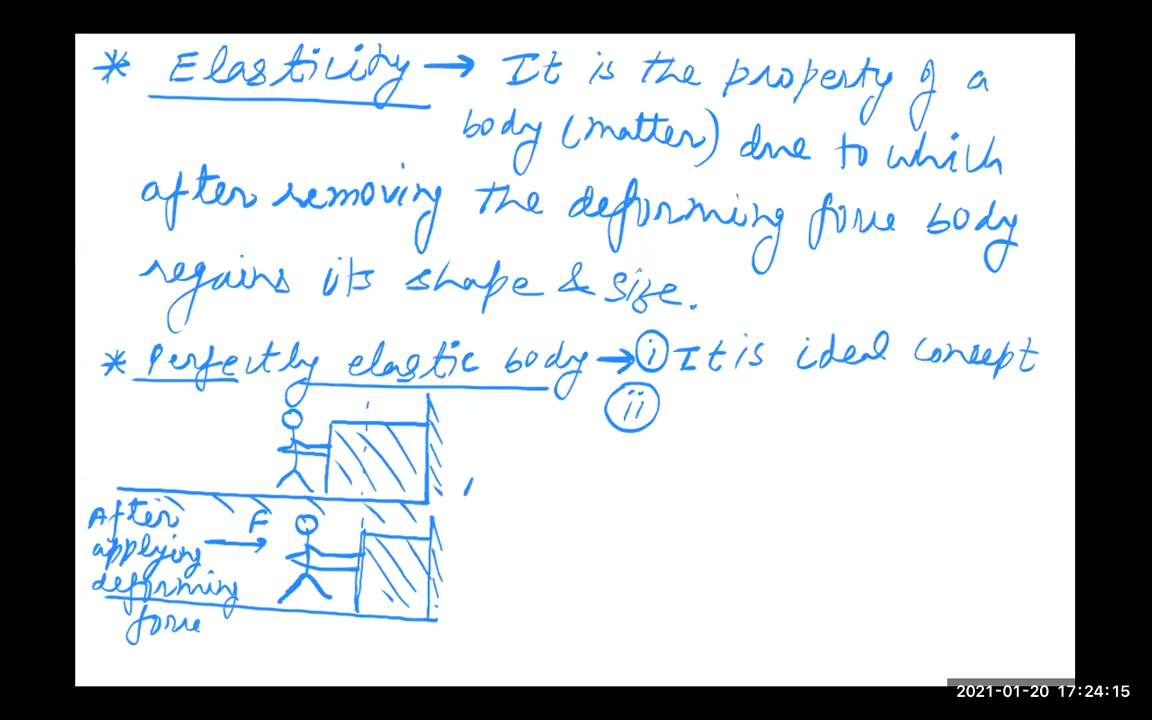 * Elasticity → It is the property of a
body (matter) due to which
after removing the deforming force body
regains its shape & size.
* Perfectly elastic body → (i) It is ideal concept
(ii)
After
applying
deforming
force
F
2021-01-20 17:24:15